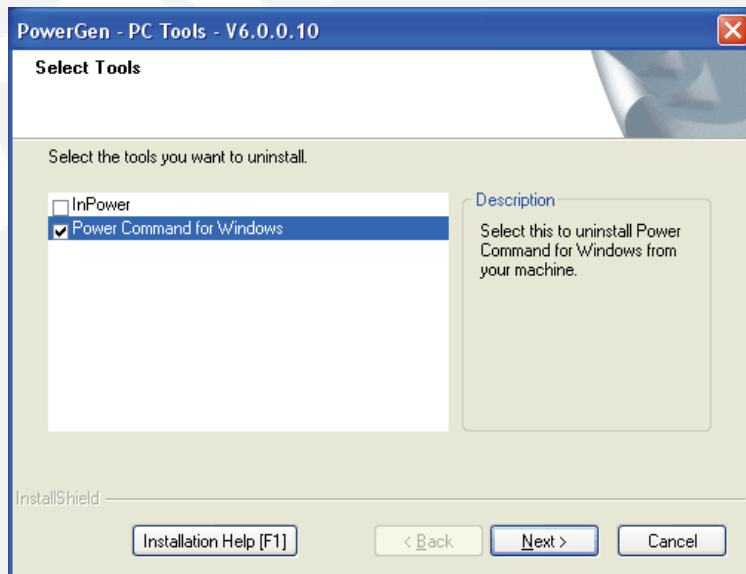 PowerGen - PC Tools - V6.0.0.10
Select Tools
Select the tools you want to uninstall.
InPower
Power Command for Windows
Description
Select this to uninstall Power
Command for Windows from
your machine.
InstallShield
Installation Help [F1]
< Back
Next >
Cancel